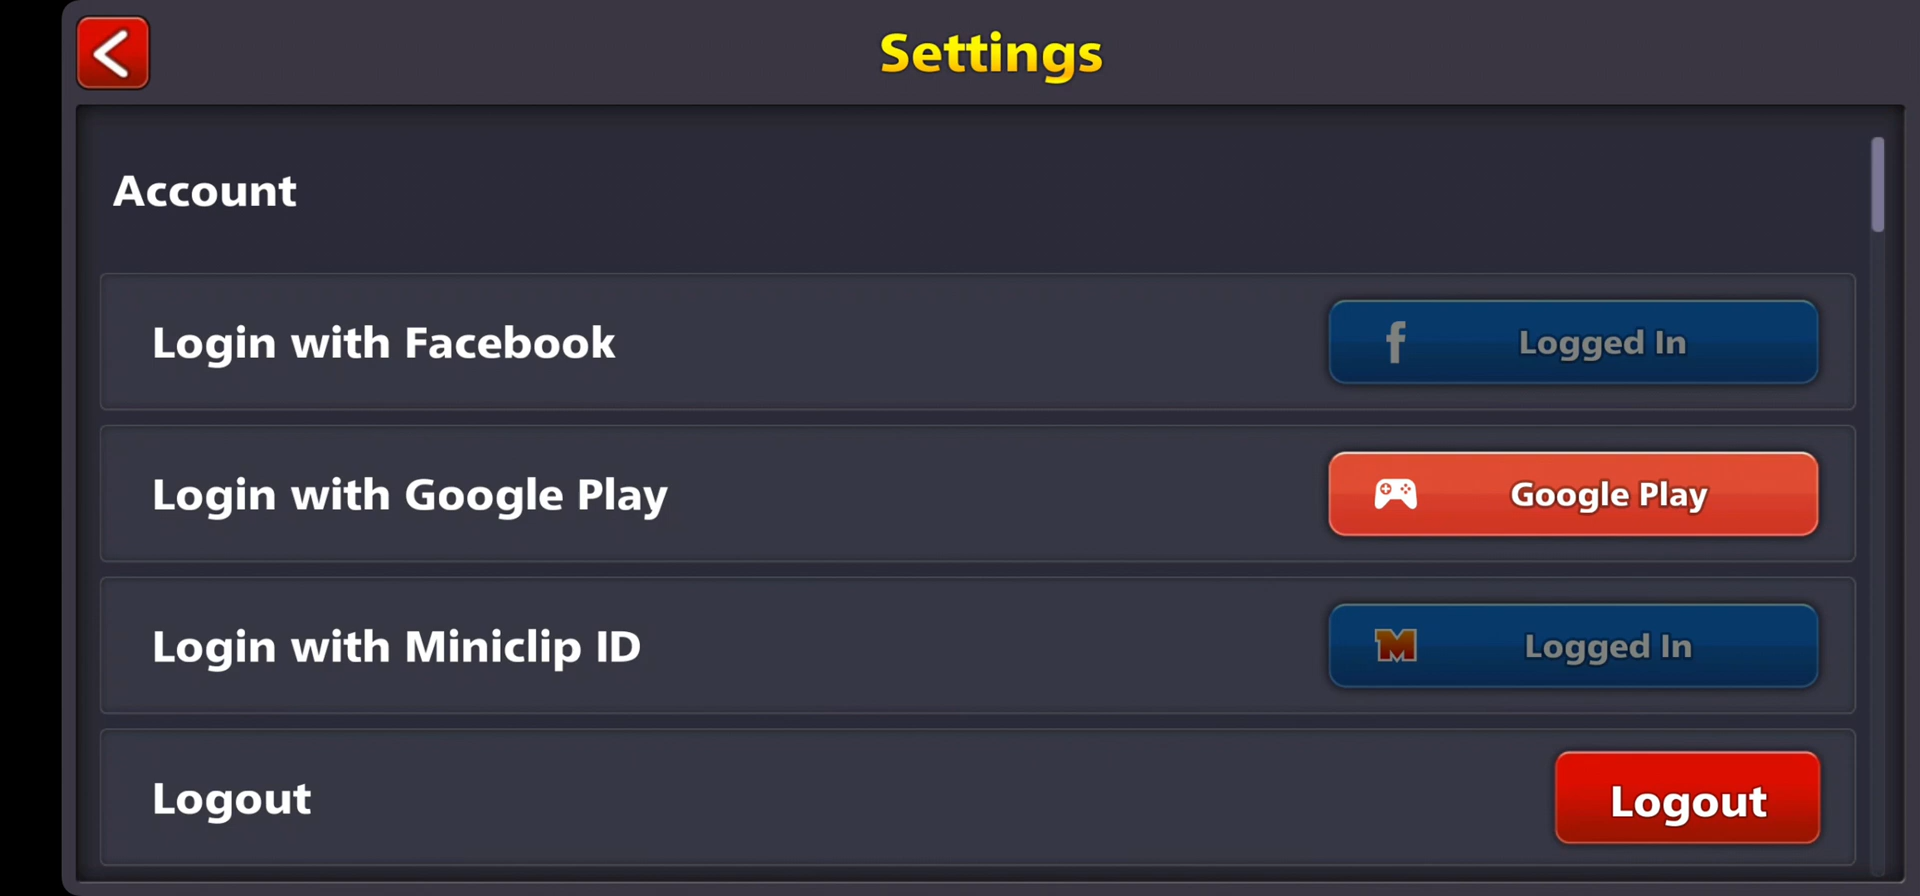 Settings
Account
Login with Facebook
Logged In
Login with Google Play
Google Play
Login with Miniclip ID
Logged In
Logout
Logout